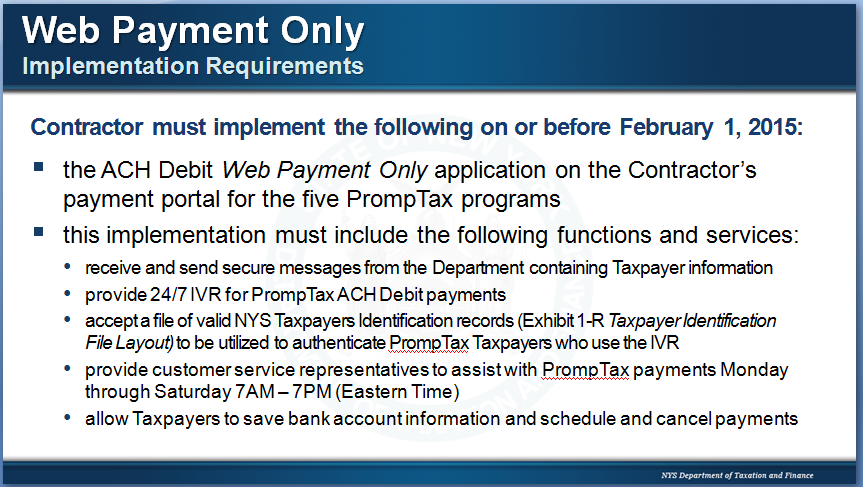 Web Payment Only
Implementation Requirements
Contractor must implement the following on or before February 1, 2015:
▪ the ACH Debit Web Payment Only application on the Contractor's
payment portal for the five PrompTax programs
▪ this implementation must include the following functions and services:
• receive and send secure messages from the Department containing Taxpayer information
• provide 24/7 IVR for PrompTax ACH Debit payments
• accept a file of valid NYS Taxpayers Identification records (Exhibit 1-R Taxpayer Identification
File Layout) to be utilized to authenticate PrompTax Taxpayers who use the IVR
• provide customer service representatives to assist with PrompTax payments Monday
through Saturday 7AM – 7PM (Eastern Time)
• allow Taxpayers to save bank account information and schedule and cancel payments
NYS Department of Taxation and Finance